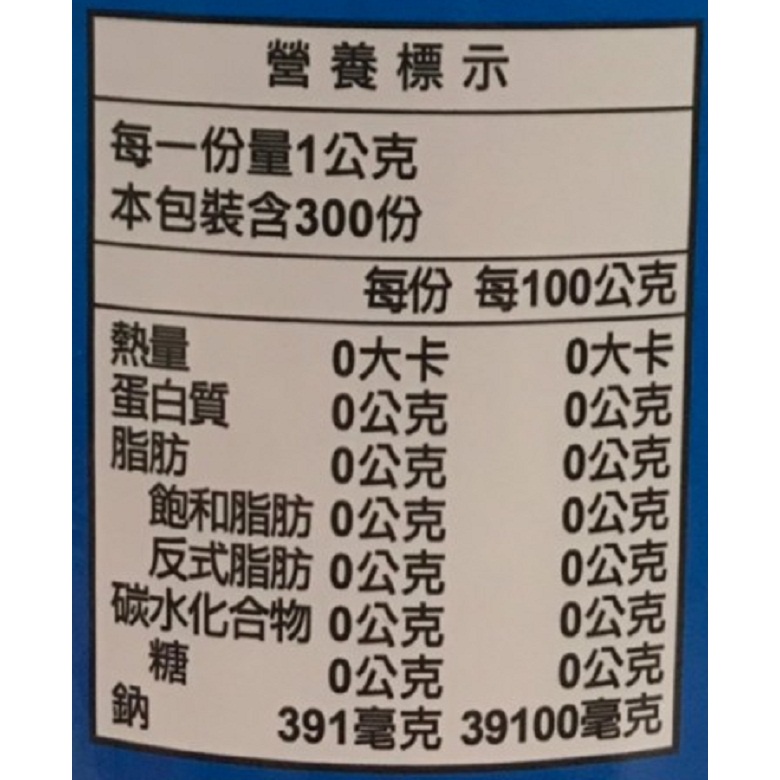 營養標示
每一份量1公克
本包裝含300份
每份 每100公克
熱量 0大卡 0大卡
蛋白質 0公克 0公克
脂肪 0公克 0公克
飽和脂肪 0公克 0公克
反式脂肪 0公克 0公克
碳水化合物 0公克 0公克
糖 0公克 0公克
鈉 391毫克 39100毫克